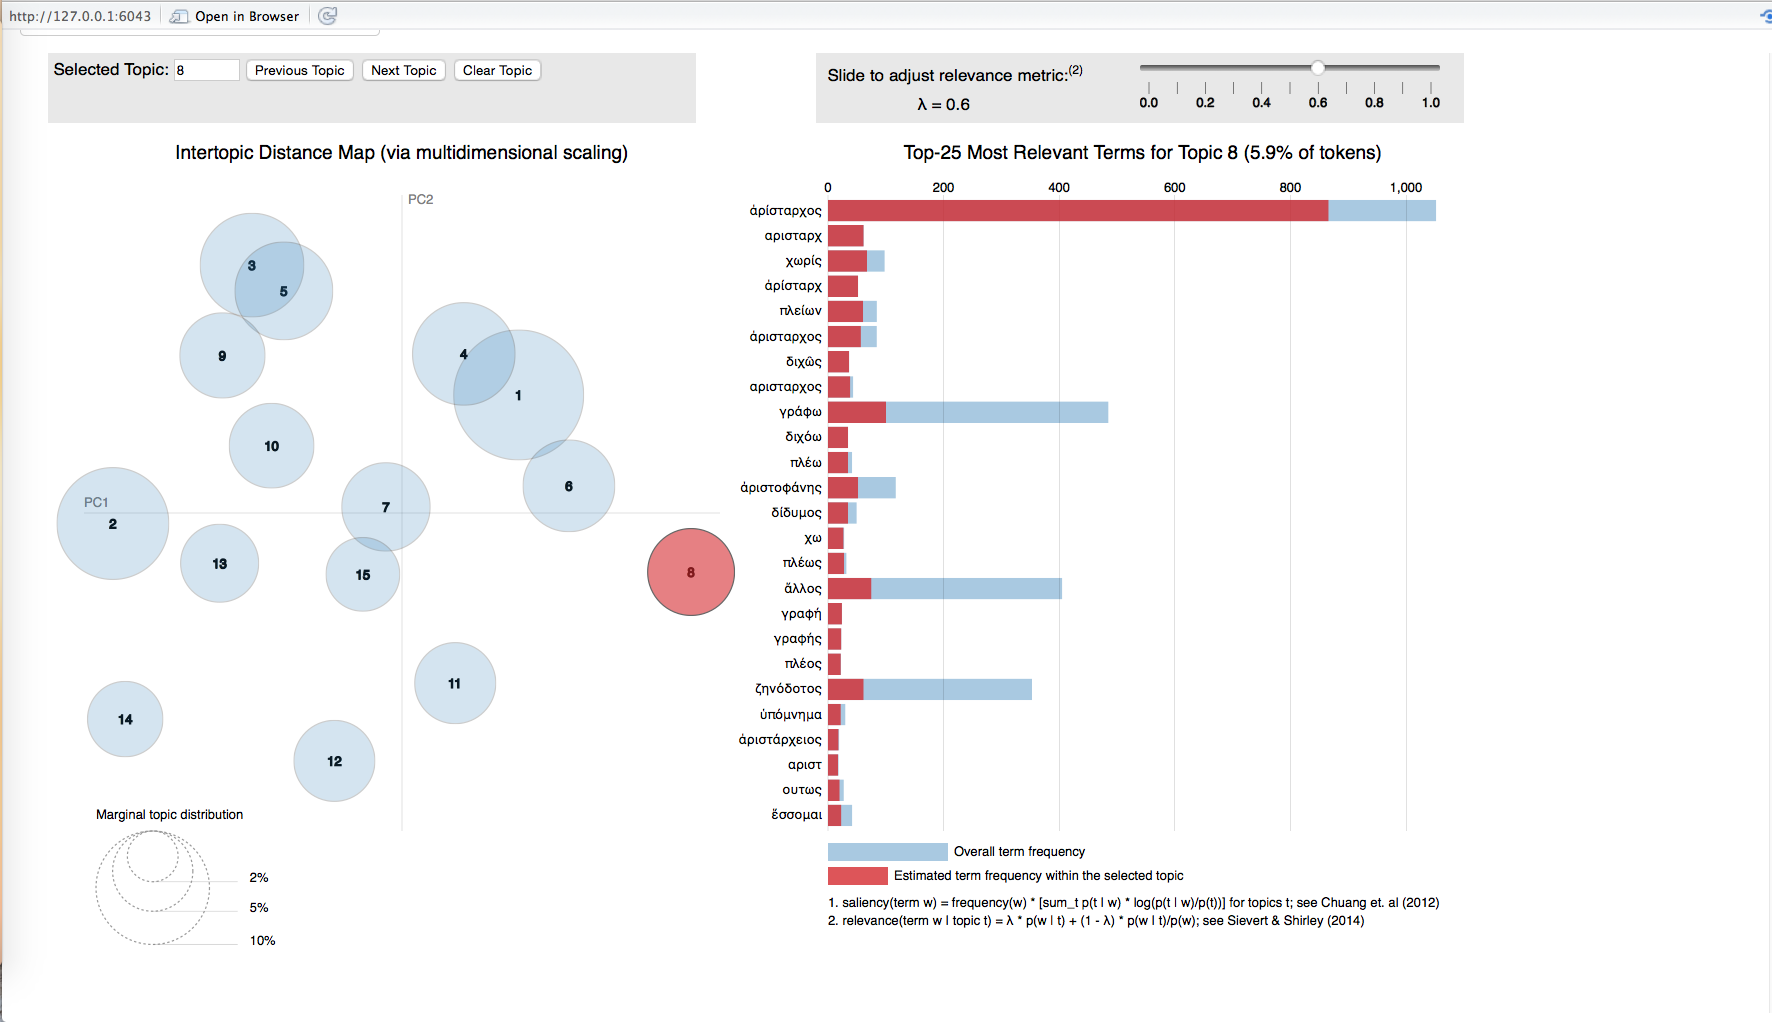 http://127.0.0.1:6043 Open in Browser
Selected Topic: 8 Previous Topic Next Topic Clear Topic
Slide to adjust relevance metric:(2)
λ = 0.6
0.0 0.2 0.4 0.6 0.8 1.0
Intertopic Distance Map (via multidimensional scaling)
PC2
PC1
3
5
9
4
1
10
6
7
2
13
15
8
11
14
12
Marginal topic distribution
2%
5%
10%
Top-25 Most Relevant Terms for Topic 8 (5.9% of tokens)
0 200 400 600 800 1,000
ἀρίσταρχος
αρισταρχ
χωρίς
ἀρίσταρχ
πλείων
ἀρισταρχος
διχῶς
αρισταρχος
γράφω
διχόω
πλέω
ἀριστοφάνης
δίδυμος
χω
πλέως
ἄλλος
γραφή
γραφής
πλέος
ζηνόδοτος
ὑπόμνημα
ἀριστάρχειος
αριστ
ουτως
ἔσσομαι
Overall term frequency
Estimated term frequency within the selected topic
1. saliency(term w) = frequency(w) * [sum_t p(t | w) * log(p(t | w)/p(t))] for topics t; see Chuang et. al (2012)
2. relevance(term w | topic t) = λ * p(w | t) + (1 - λ) * p(w | t)/p(w); see Sievert & Shirley (2014)